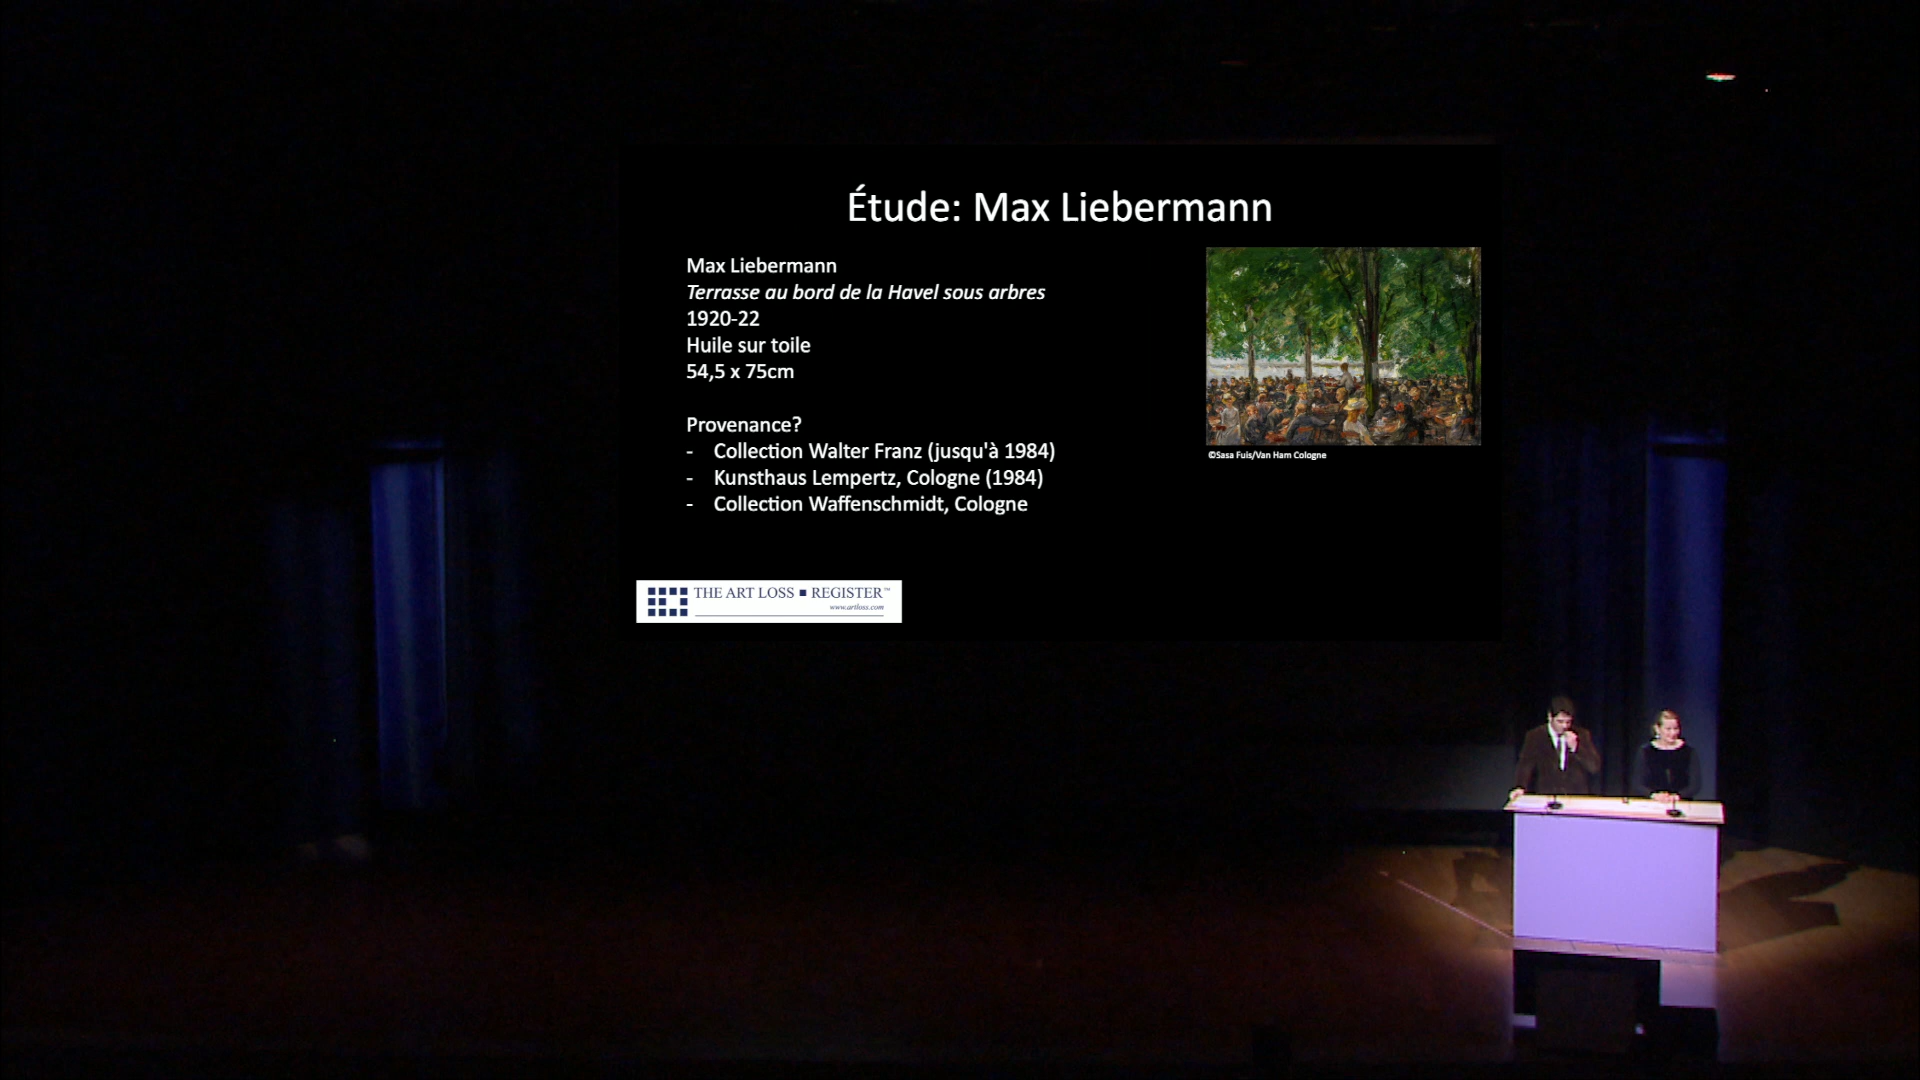 Étude: Max Liebermann
Max Liebermann
Terrasse au bord de la Havel sous arbres
1920-22
Huile sur toile
54,5 x 75cm
Provenance?
- Collection Walter Franz (jusqu'à 1984)
- Kunsthaus Lempertz, Cologne (1984)
- Collection Waffenschmidt, Cologne
©Sasa Fuis/Van Ham Cologne
THE ART LOSS ■ REGISTER™
www.artloss.com